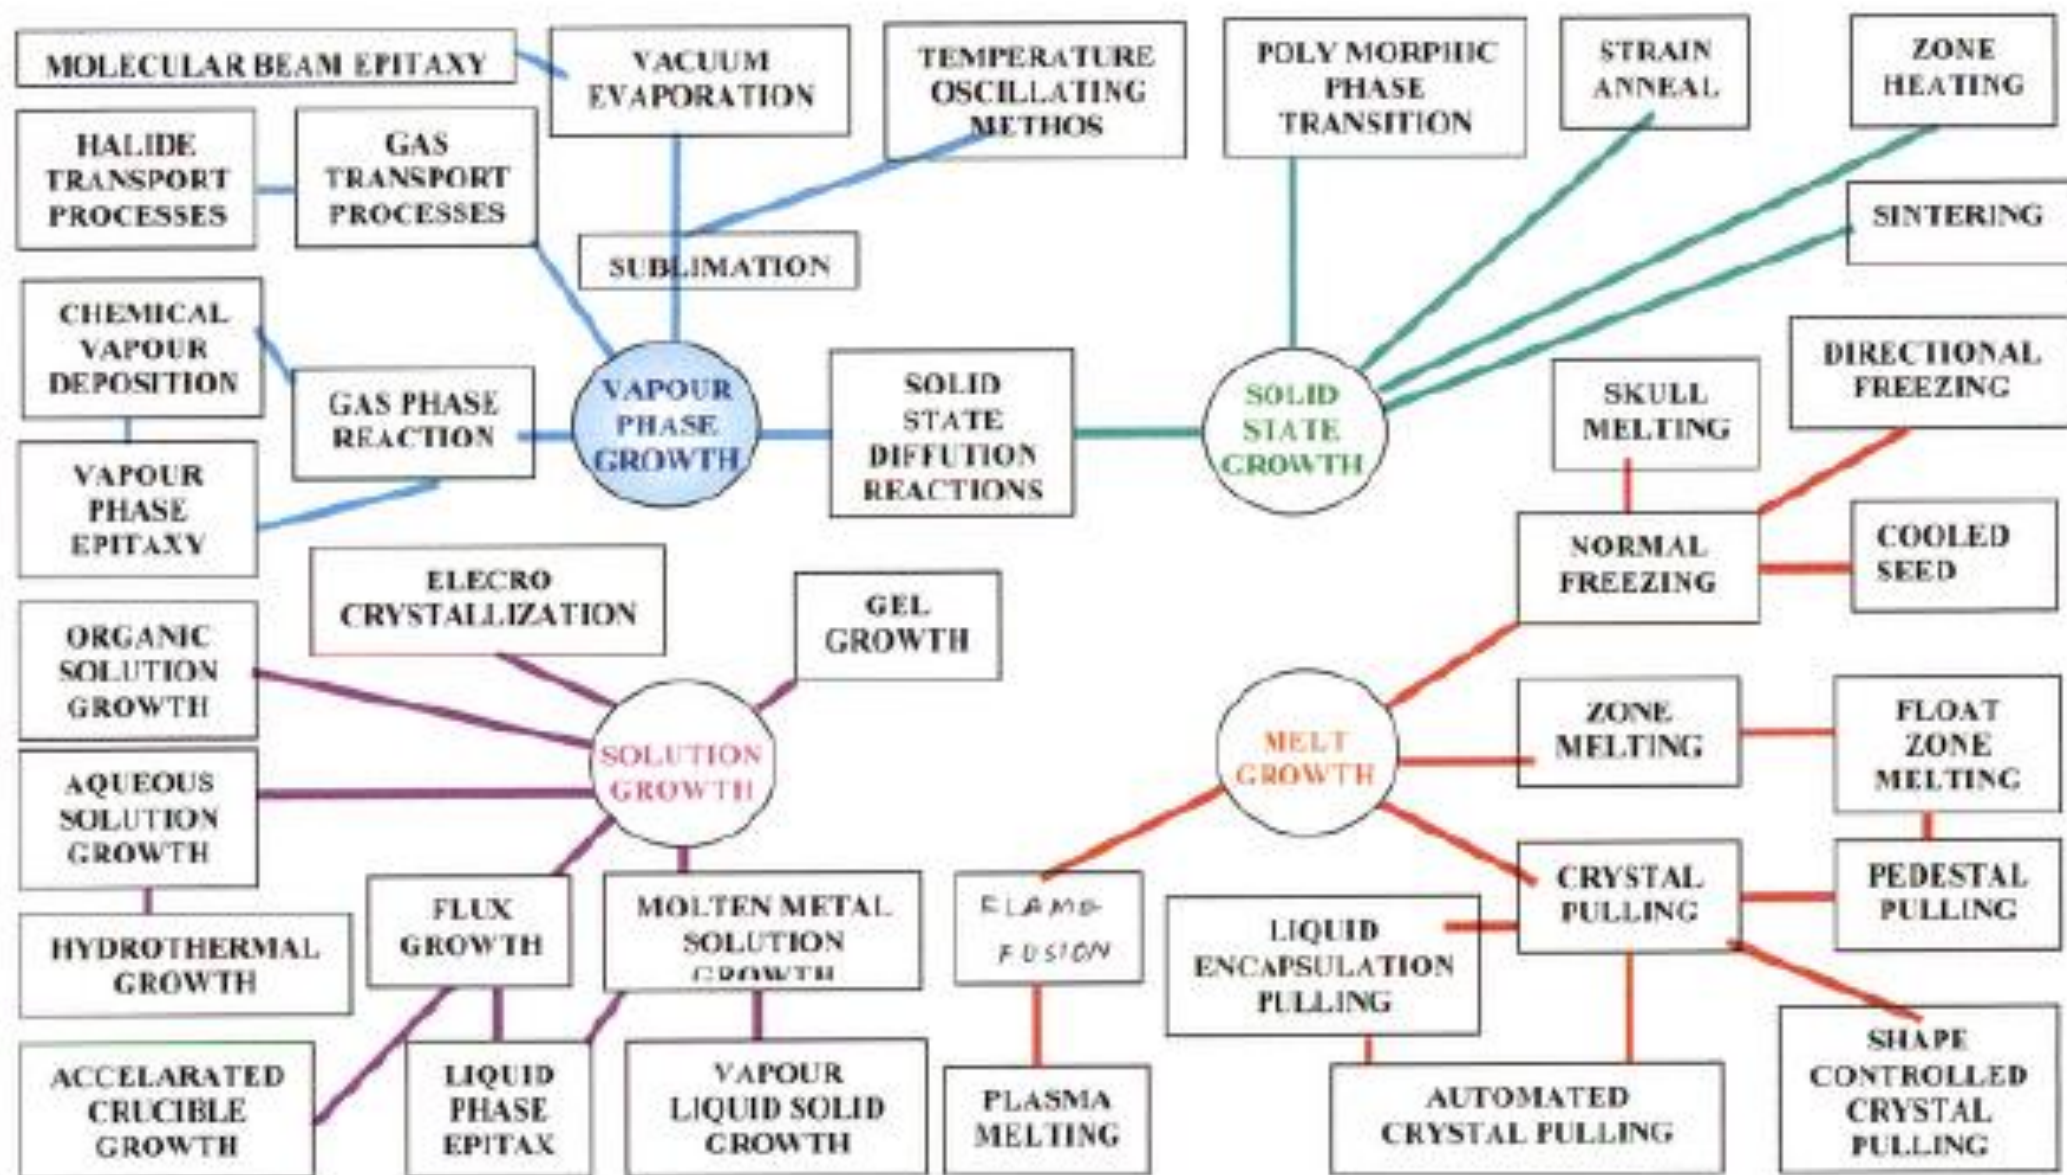 MOLECULAR BEAM EPITAXY
VACUUM
EVAPORATION
TEMPERATURE
OSCILLATING
METHOS
POLY MORPHIC
PHASE
TRANSITION
STRAIN
ANNEAL
ZONE
HEATING
HALIDE
TRANSPORT
PROCESSES
GAS
TRANSPORT
PROCESSES
SUBLIMATION
SINTERING
CHEMICAL
VAPOUR
DEPOSITION
GAS PHASE
REACTION
VAPOUR
PHASE
GROWTH
SOLID
STATE
DIFFUTION
REACTIONS
SOLID
STATE
GROWTH
SKULL
MELTING
DIRECTIONAL
FREEZING
VAPOUR
PHASE
EPITAXY
NORMAL
FREEZING
COOLED
SEED
ELECRO
CRYSTALLIZATION
GEL
GROWTH
ORGANIC
SOLUTION
GROWTH
SOLUTION
GROWTH
MELT
GROWTH
ZONE
MELTING
FLOAT
ZONE
MELTING
AQUEOUS
SOLUTION
GROWTH
FLUX
GROWTH
MOLTEN METAL
SOLUTION
GROWTH
FLAME
FUSION
LIQUID
ENCAPSULATION
PULLING
CRYSTAL
PULLING
PEDESTAL
PULLING
HYDROTHERMAL
GROWTH
ACCELARATED
CRUCIBLE
GROWTH
LIQUID
PHASE
EPITAX
VAPOUR
LIQUID SOLID
GROWTH
PLASMA
MELTING
AUTOMATED
CRYSTAL PULLING
SHAPE
CONTROLLED
CRYSTAL
PULLING